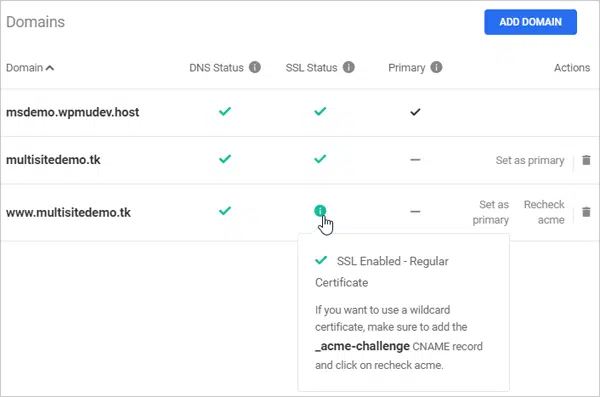 Domains
ADD DOMAIN
Domain DNS Status SSL Status Primary Actions
msdemo.wpmudev.host
multisitedemo.tk Set as primary
www.multisitedemo.tk Set as primary Recheck acme
SSL Enabled - Regular
Certificate
If you want to use a wildcard
certificate, make sure to add the
_acme-challenge CNAME record
and click on recheck acme.